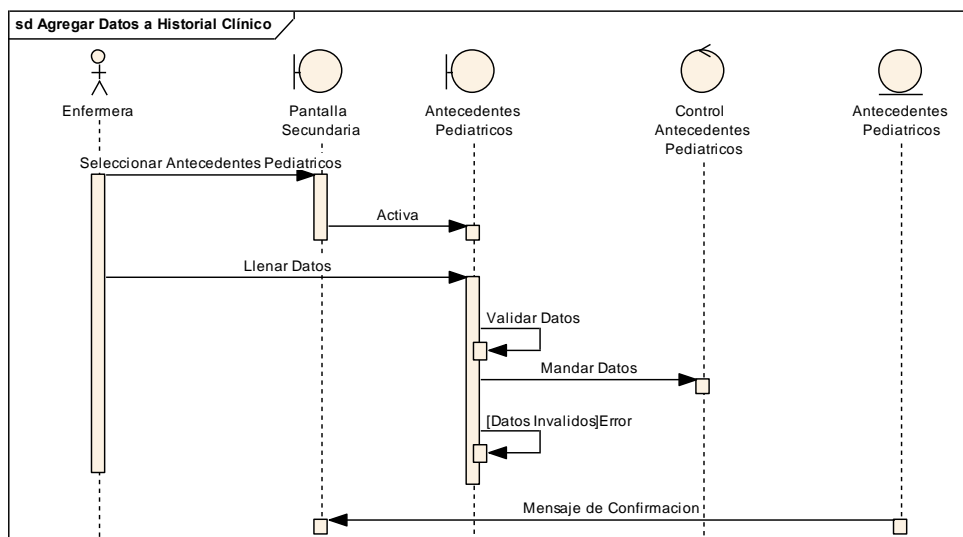 sd Agregar Datos a Historial Clínico
Enfermera
Pantalla
Secundaria
Antecedentes
Pediatricos
Control
Antecedentes
Pediatricos
Antecedentes
Pediatricos
Seleccionar Antecedentes Pediatricos
Activa
Llenar Datos
Validar Datos
Mandar Datos
[Datos Invalidos]Error
Mensaje de Confirmacion